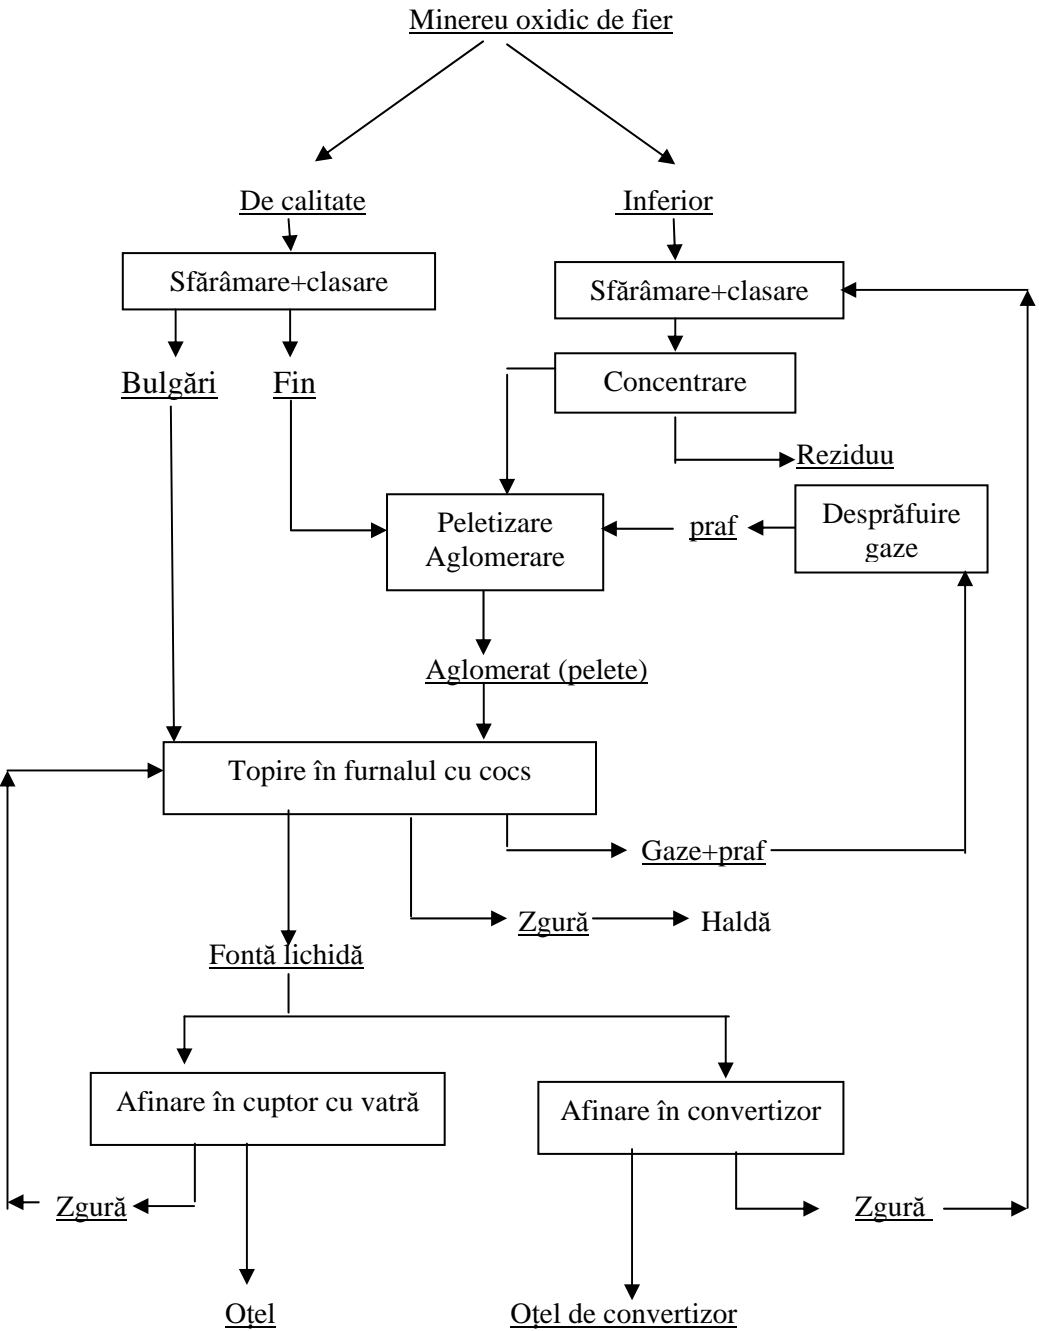 Minereu oxidic de fier
De calitate
Inferior
Sfărâmare+clasare
Sfărâmare+clasare
Bulgări
Fin
Concentrare
Reziduu
Peletizare
Aglomerare
praf
Desprăfuire
gaze
Aglomerat (pelete)
Topire în furnalul cu cocs
Gaze+praf
Zgură
Haldă
Fontă lichidă
Afinare în cuptor cu vatră
Afinare în convertizor
Zgură
Zgură
Oțel
Oțel de convertizor